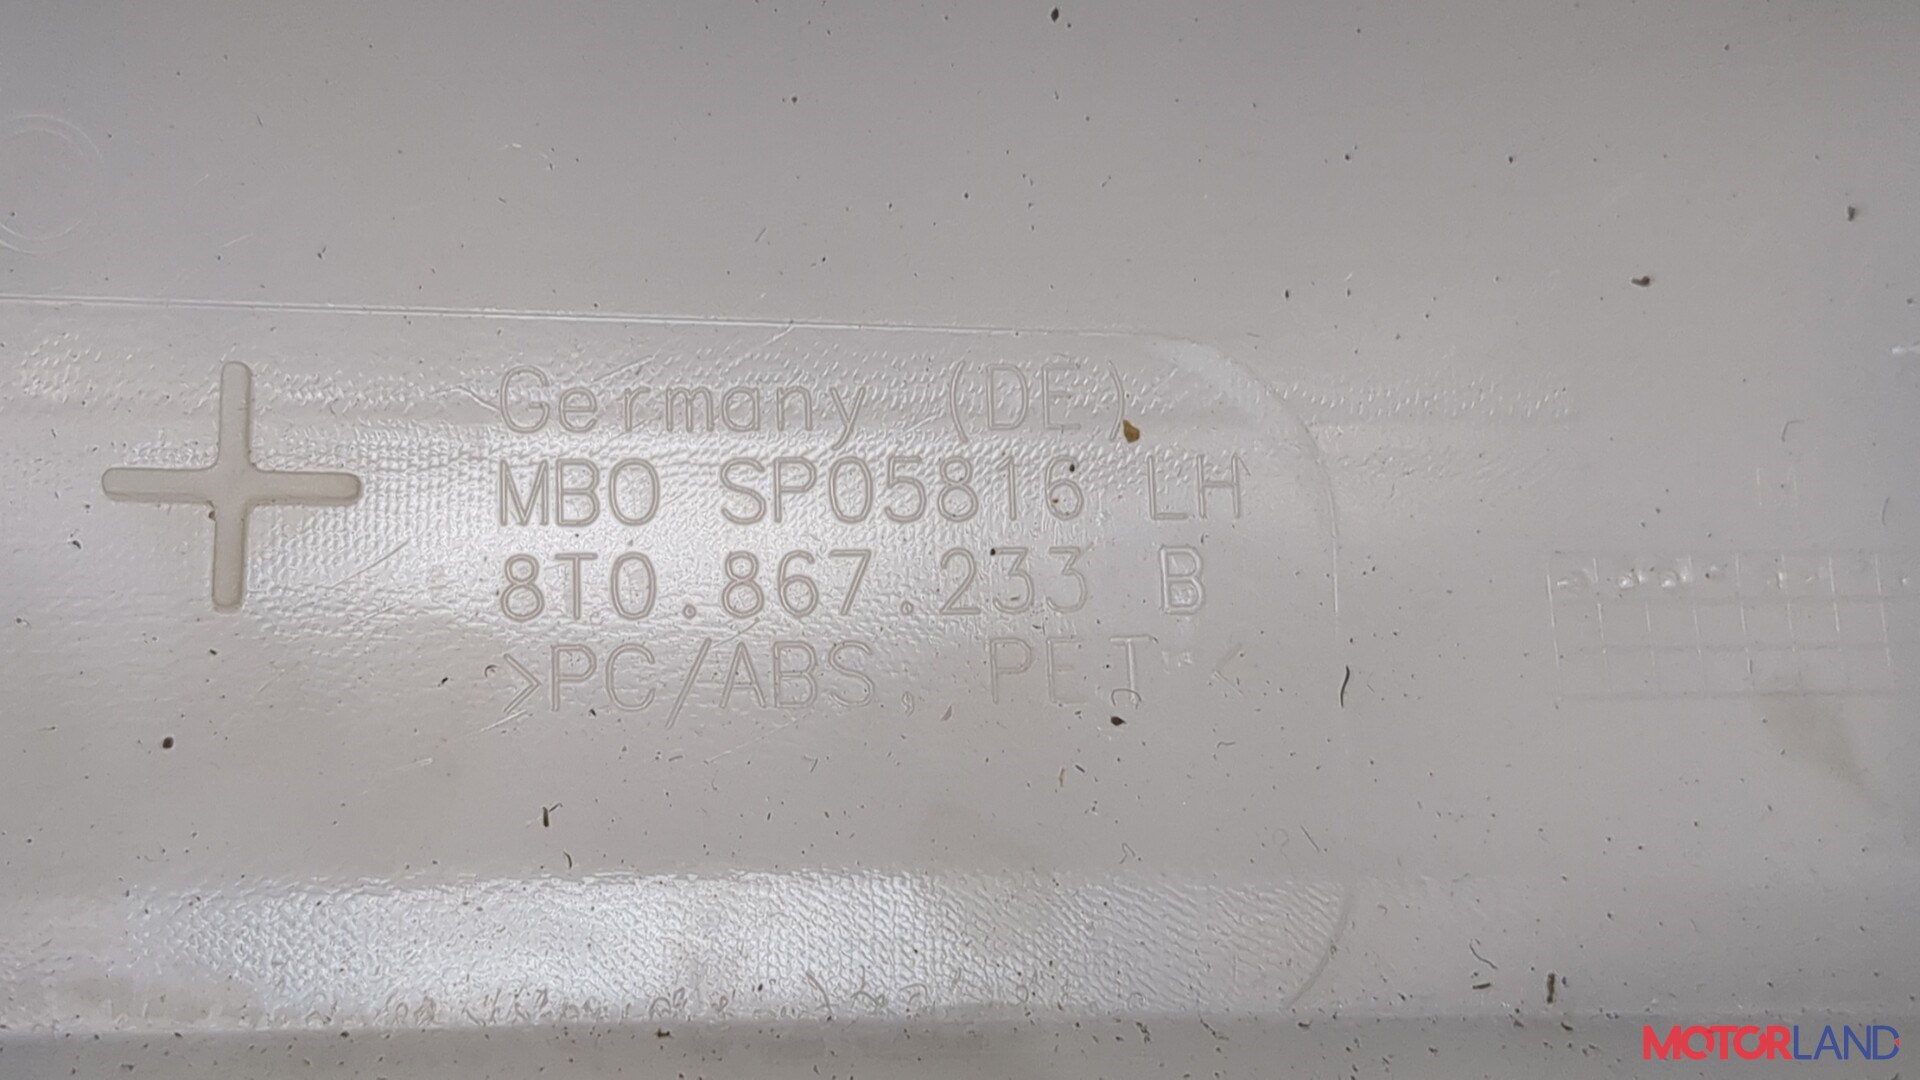 Germany (DE)
MBO SP05816 LH
8T0.867.233 B
>PC/ABS, PET <
MOTORLAND